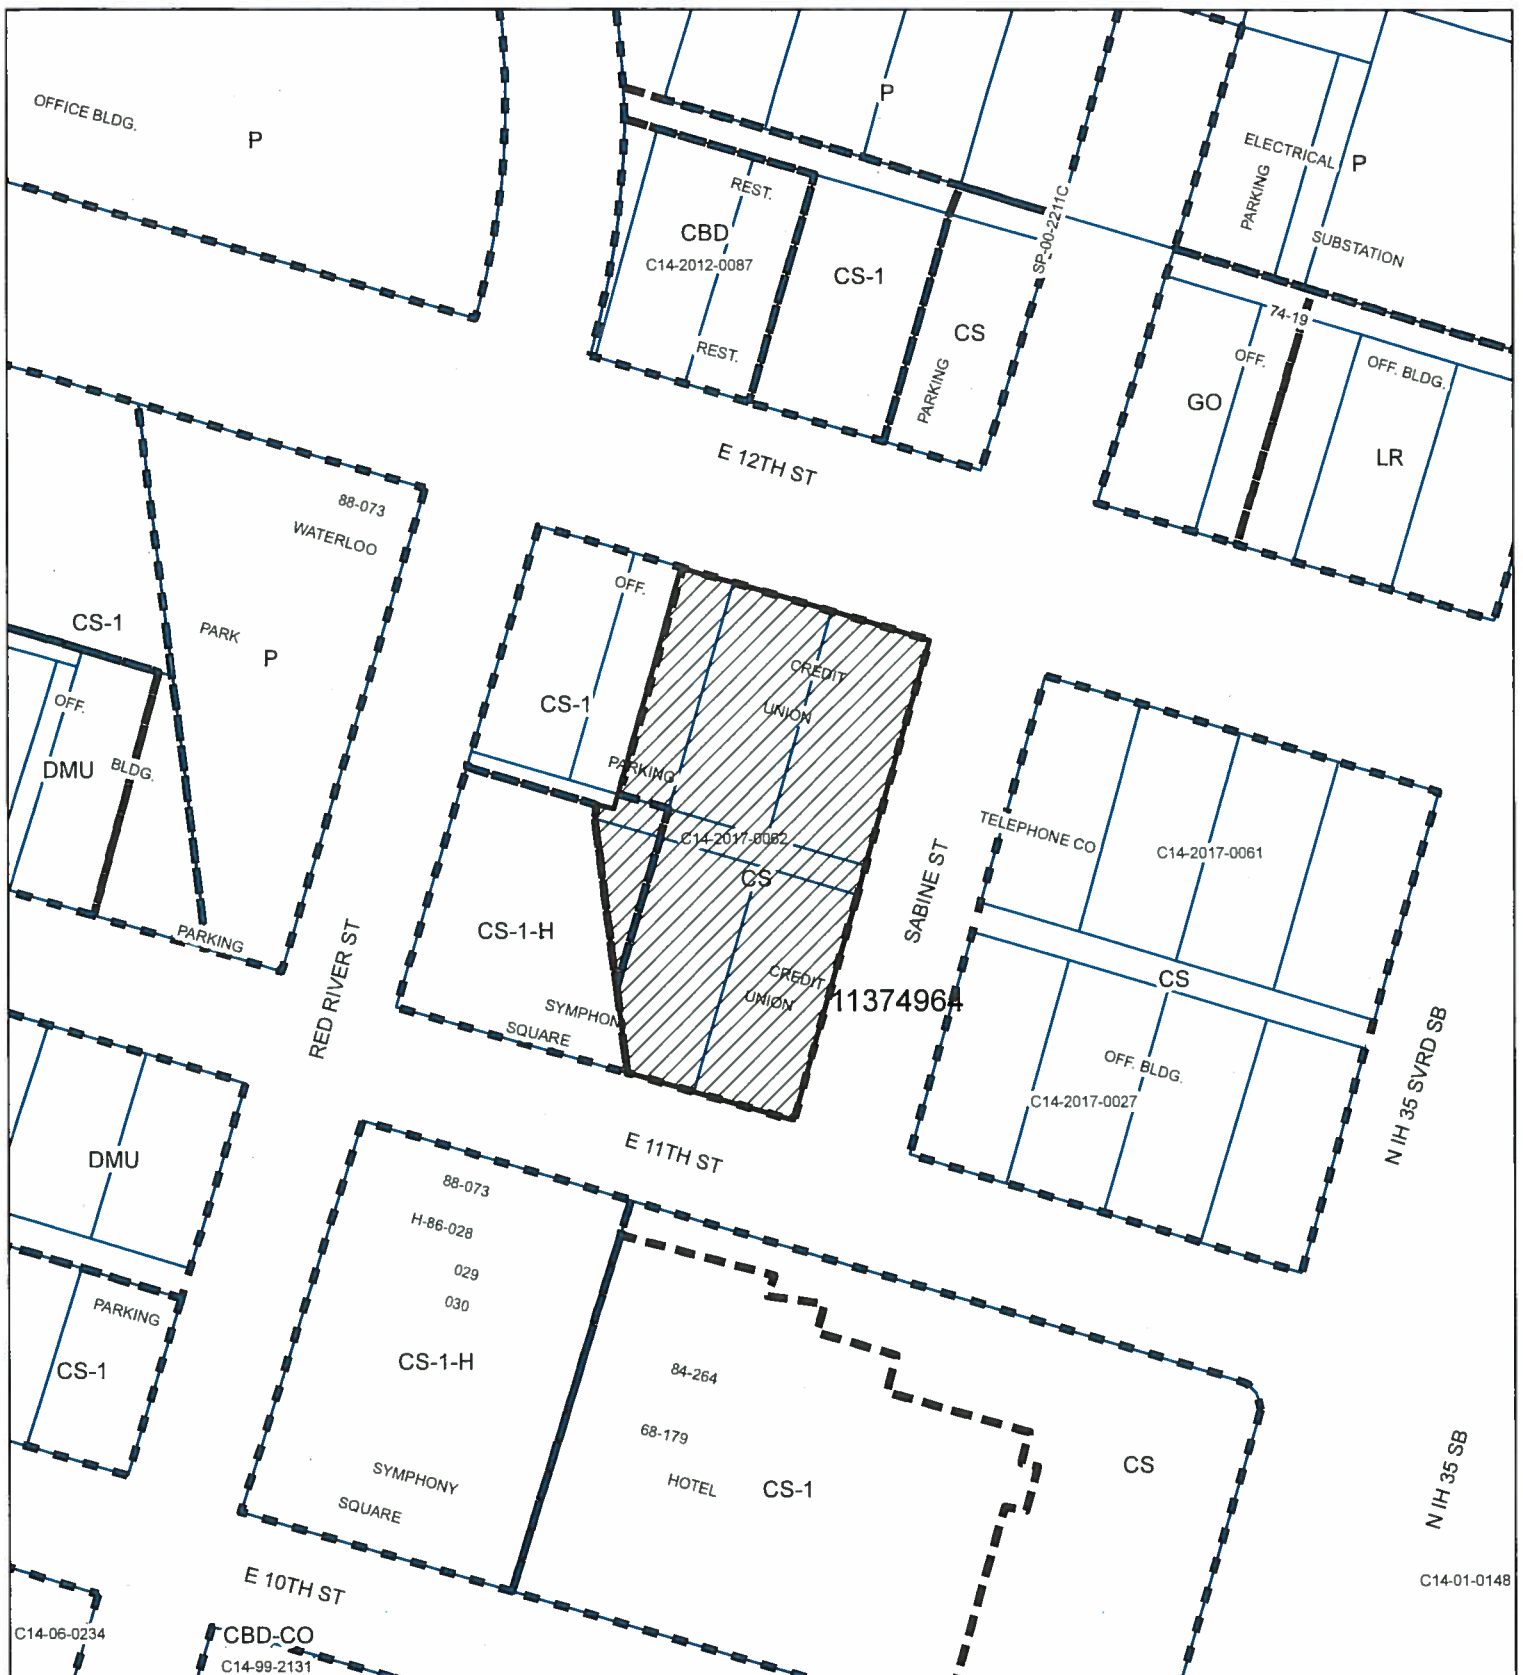 OFFICE BLDG.
P
P
ELECTRICAL
P
PARKING
SUBSTATION
REST.
CBD
C14-2012-0087
REST.
CS-1
CS
PARKING
SP-00-2211C
74-19
OFF.
OFF. BLDG.
GO
LR
E 12TH ST
88-073
WATERLOO
PARK
P
CS-1
OFF.
DMU
BLDG.
PARKING
OFF.
CS-1
PARKING
CREDIT
UNION
C14-2017-0062
CS
CREDIT
UNION
11374964
CS-1-H
SYMPHON
SQUARE
RED RIVER ST
SABINE ST
TELEPHONE CO
C14-2017-0061
CS
OFF. BLDG.
C14-2017-0027
N IH 35 SVRD SB
DMU
PARKING
CS-1
E 11TH ST
88-073
H-86-028
029
030
CS-1-H
SYMPHONY
SQUARE
84-264
68-179
HOTEL
CS-1
CS
N IH 35 SB
C14-01-0148
E 10TH ST
C14-06-0234
CBD-CO
C14-99-2131